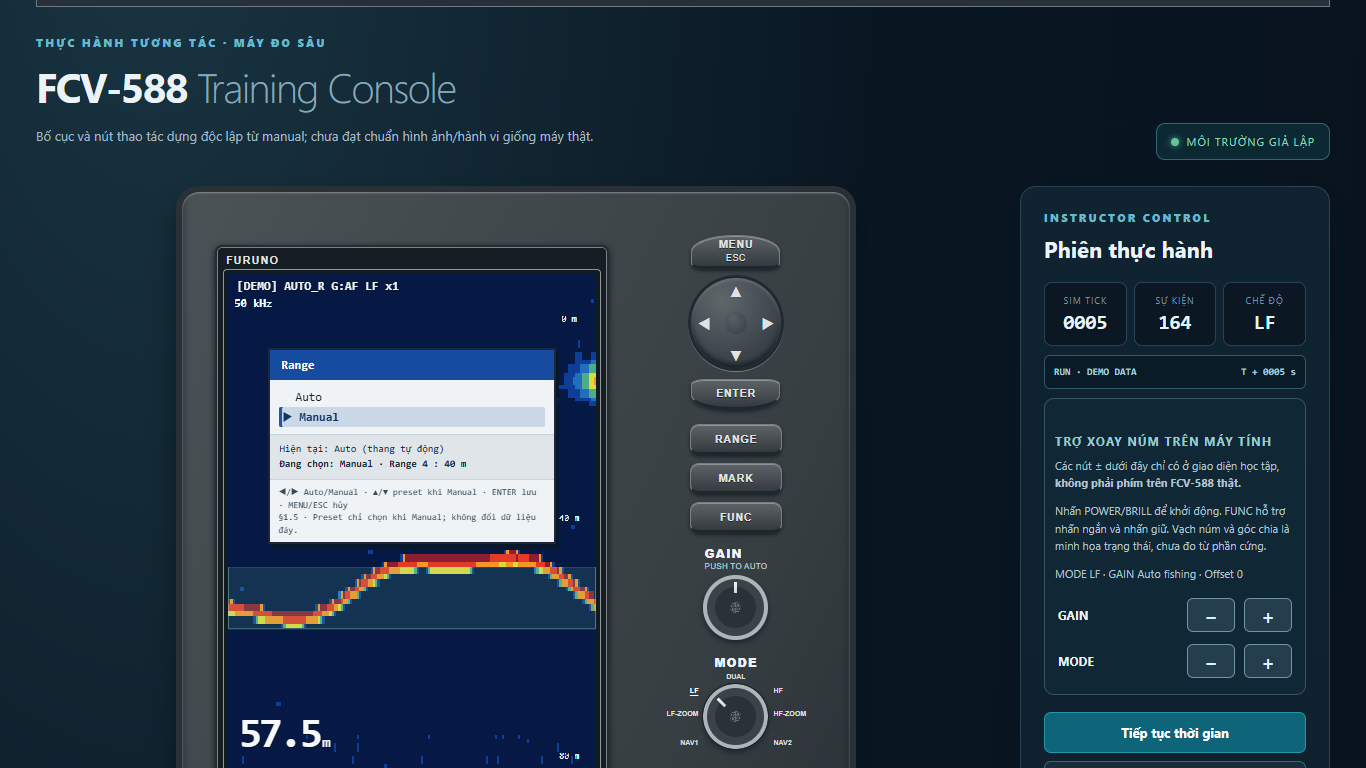 THỰC HÀNH TƯƠNG TÁC · MÁY ĐO SÂU
FCV-588 Training Console
Bố cục và nút thao tác dựng độc lập từ manual; chưa đạt chuẩn hình ảnh/hành vi giống máy thật.
MÔI TRƯỜNG GIẢ LẬP
FURUNO
[DEMO] AUTO_R G:AF LF x1
50 kHz
0 m
Range
Auto
▶ Manual
Hiện tại: Auto (thang tự động)
Đang chọn: Manual · Range 4 : 40 m
◀/▶ Auto/Manual · ▲/▼ preset khi Manual · ENTER lưu
· MENU/ESC hủy
§1.5 · Preset chỉ chọn khi Manual; không đổi dữ liệu
đáy.
40 m
57.5m
80 m
MENU
ESC
▲
◀ ▶
▼
ENTER
RANGE
MARK
FUNC
GAIN
PUSH TO AUTO
MODE
DUAL
LF HF
LF-ZOOM HF-ZOOM
NAV1 NAV2
INSTRUCTOR CONTROL
Phiên thực hành
SIM TICK SỰ KIỆN CHẾ ĐỘ
0005 164 LF
RUN · DEMO DATA T + 0005 s
TRỢ XOAY NÚM TRÊN MÁY TÍNH
Các nút ± dưới đây chỉ có ở giao diện học tập,
không phải phím trên FCV-588 thật.
Nhấn POWER/BRILL để khởi động. FUNC hỗ trợ
nhấn ngắn và nhấn giữ. Vạch núm và góc chia là
minh họa trạng thái, chưa đo từ phần cứng.
MODE LF · GAIN Auto fishing · Offset 0
GAIN − +
MODE − +
Tiếp tục thời gian